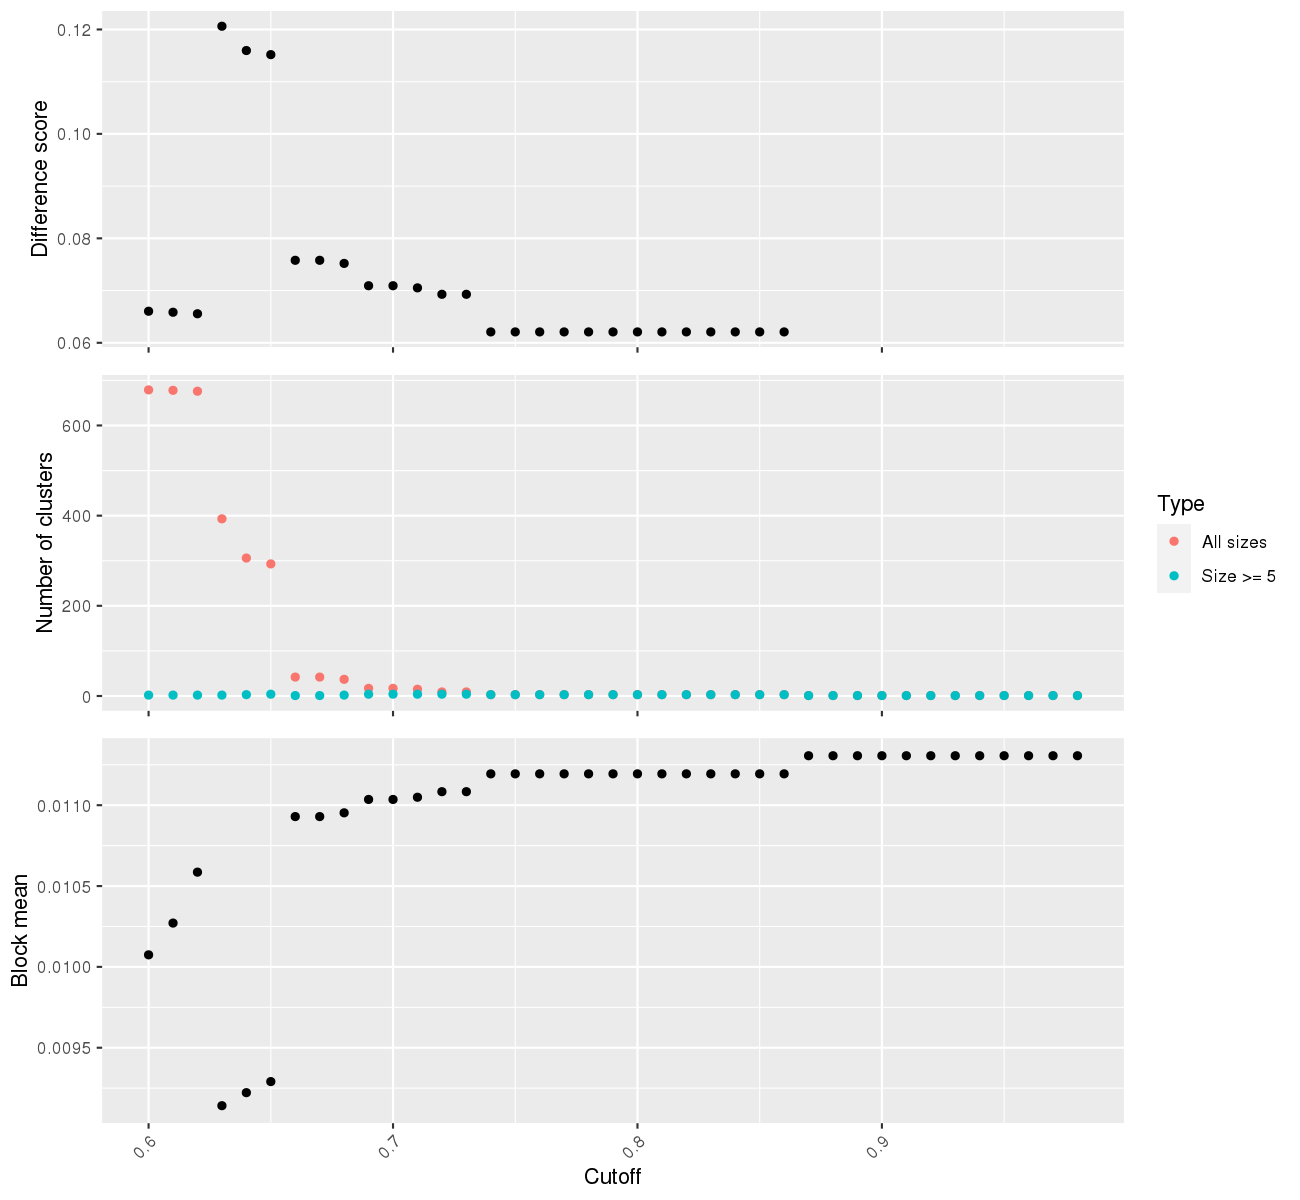 Difference score
0.12
0.10
0.08
0.06
Number of clusters
600
400
200
0
Type
All sizes
Size >= 5
Block mean
0.0110
0.0105
0.0100
0.0095
0.6 0.7 0.8 0.9
Cutoff